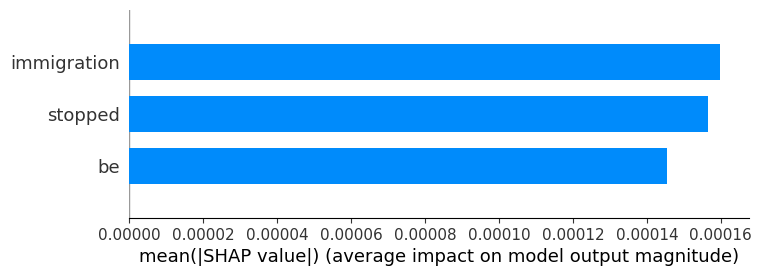 immigration
stopped
be
0.00000 0.00002 0.00004 0.00006 0.00008 0.00010 0.00012 0.00014 0.00016
mean(|SHAP value|) (average impact on model output magnitude)